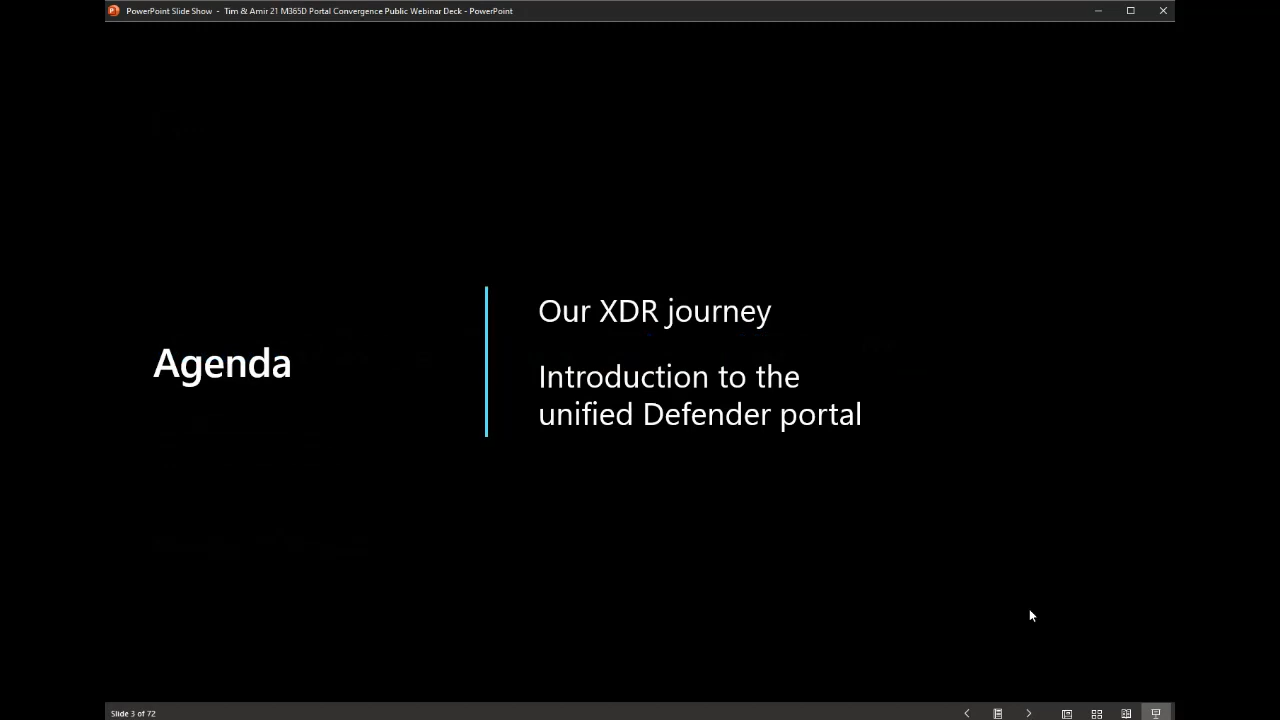 PowerPoint Slide Show - Tim & Amir 21 M365D Portal Convergence Public Webinar Deck - PowerPoint
Agenda
Our XDR journey
Introduction to the
unified Defender portal
Slide 3 of 72